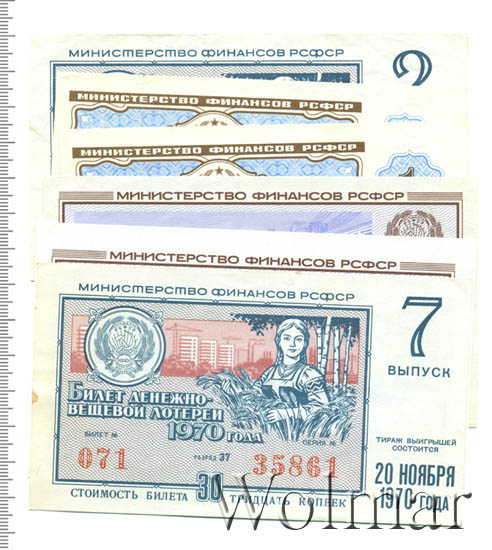 МИНИСТЕРСТВО ФИНАНСОВ РСФСР
2
МИНИСТЕРСТВО ФИНАНСОВ РСФСР
МИНИСТЕРСТВО ФИНАНСОВ РСФСР
1
МИНИСТЕРСТВО ФИНАНСОВ РСФСР
МИНИСТЕРСТВО ФИНАНСОВ РСФСР
МИНИСТЕРСТВО ФИНАНСОВ РСФСР
7
ВЫПУСК
БИЛЕТ ДЕНЕЖНО-
ВЕЩЕВОЙ ЛОТЕРЕИ
1970 ГОДА
БИЛЕТ № РАЗРЯД 37 СЕРИЯ №
071 35861
ТИРАЖ ВЫИГРЫШЕЙ
СОСТОИТСЯ
20 НОЯБРЯ
1970 ГОДА
СТОИМОСТЬ БИЛЕТА 30 ТРИДЦАТЬ КОПЕЕК
Wolmar